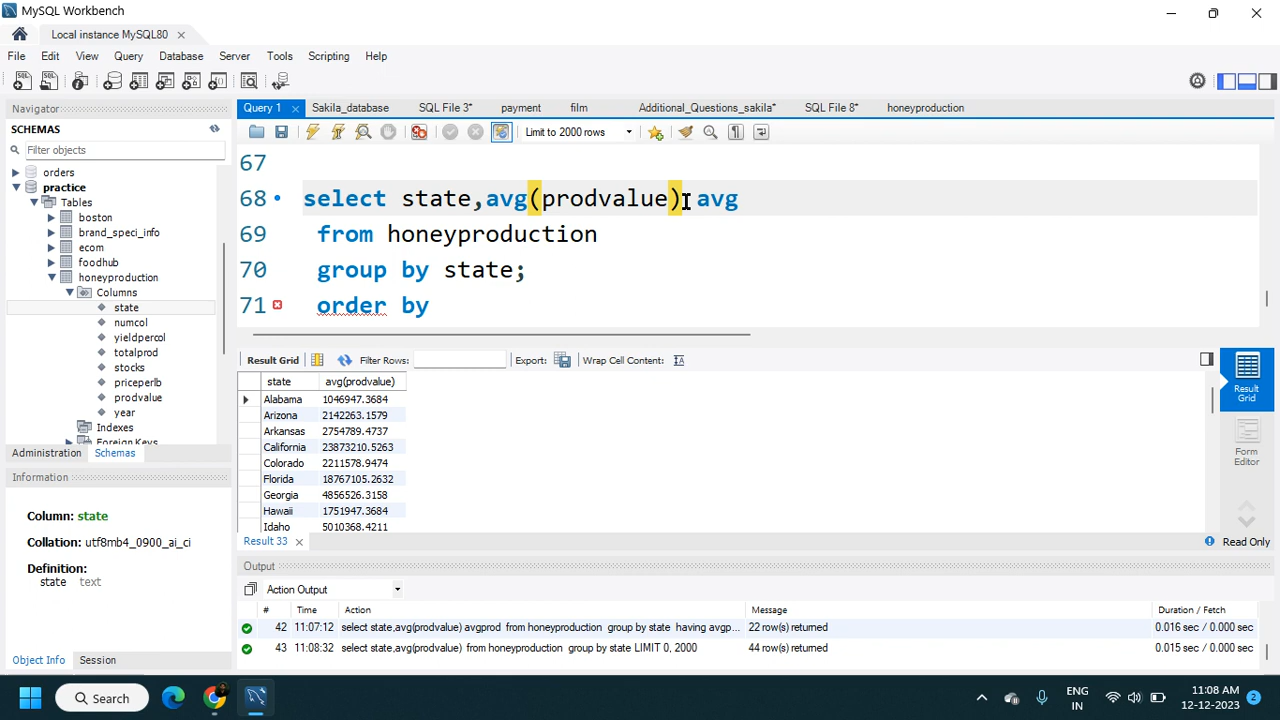 MySQL Workbench
Local instance MySQL80
File Edit View Query Database Server Tools Scripting Help
Navigator
SCHEMAS
Filter objects
orders
practice
Tables
boston
brand_speci_info
ecom
foodhub
honeyproduction
Columns
state
numcol
yieldpercol
totalprod
stocks
priceperlb
prodvalue
year
Indexes
Foreign Keys
Administration Schemas
Information
Column: state
Collation: utf8mb4_0900_ai_ci
Definition:
state text
Object Info Session
Query 1 Sakila_database SQL File 3* payment film Additional_Questions_sakila* SQL File 8* honeyproduction
Limit to 2000 rows
67
68 select state,avg(prodvalue) avg
69 from honeyproduction
70 group by state;
71 order by
Result Grid Filter Rows: Export: Wrap Cell Content:
state avg(prodvalue)
Alabama 1046947.3684
Arizona 2142263.1579
Arkansas 2754789.4737
California 23873210.5263
Colorado 2211578.9474
Florida 18767105.2632
Georgia 4856526.3158
Hawaii 1751947.3684
Idaho 5010368.4211
Result Grid
Form Editor
Result 33
Read Only
Output
Action Output
# Time Action Message Duration / Fetch
42 11:07:12 select state,avg(prodvalue) avgprod from honeyproduction group by state having avgp... 22 row(s) returned 0.016 sec / 0.000 sec
43 11:08:32 select state,avg(prodvalue) from honeyproduction group by state LIMIT 0, 2000 44 row(s) returned 0.015 sec / 0.000 sec
Search
ENG
IN
11:08 AM
12-12-2023
2